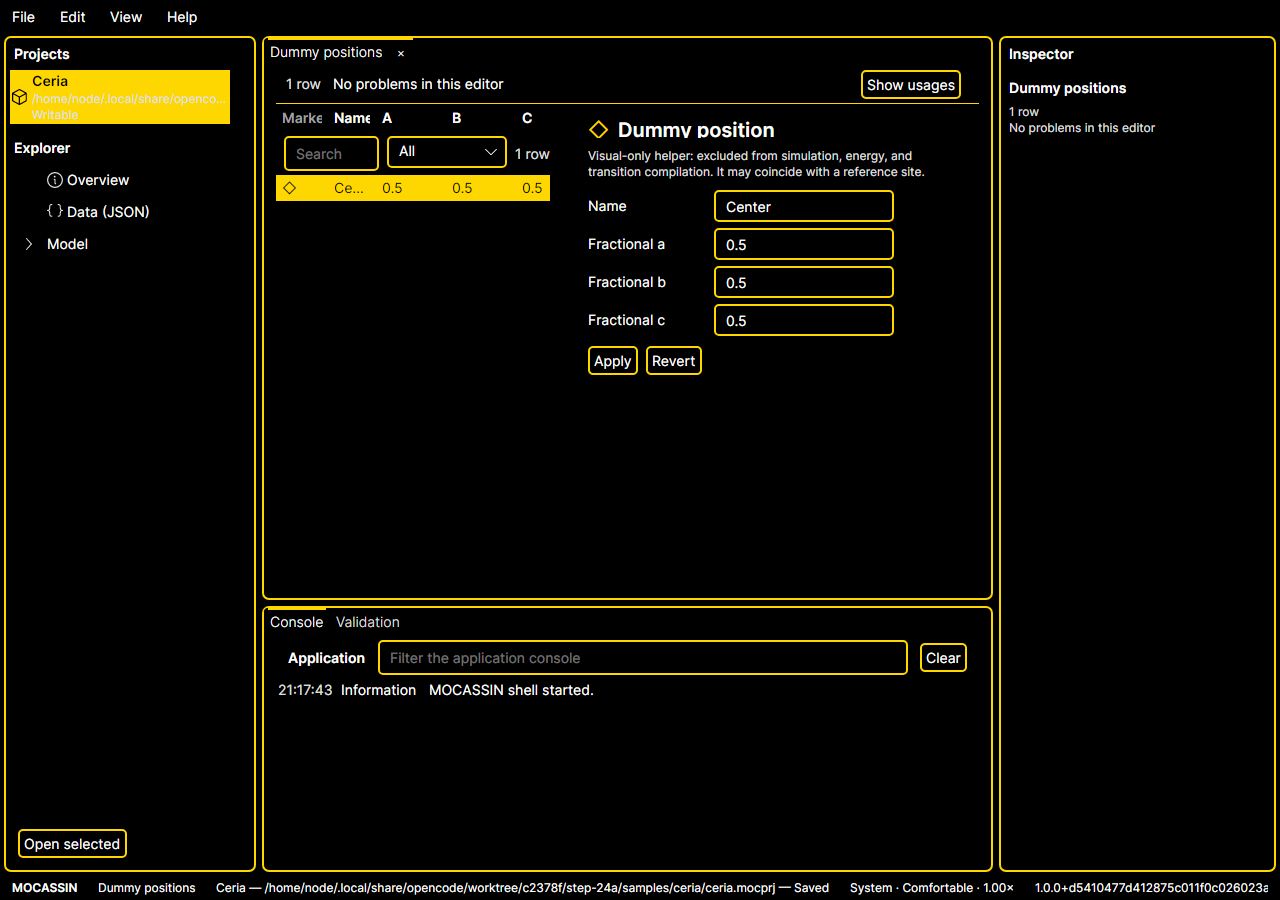 File Edit View Help
Projects
Ceria
/home/node/.local/share/openco...
Writable
Explorer
Overview
{ } Data (JSON)
Model
Open selected
Dummy positions ×
1 row No problems in this editor Show usages
Marke Name A B C
Search All 1 row
Ce... 0.5 0.5 0.5
Dummy position
Visual-only helper: excluded from simulation, energy, and
transition compilation. It may coincide with a reference site.
Name Center
Fractional a 0.5
Fractional b 0.5
Fractional c 0.5
Apply Revert
Console Validation
Application Filter the application console Clear
21:17:43 Information MOCASSIN shell started.
Inspector
Dummy positions
1 row
No problems in this editor
MOCASSIN Dummy positions Ceria — /home/node/.local/share/opencode/worktree/c2378f/step-24a/samples/ceria/ceria.mocprj — Saved System · Comfortable · 1.00× 1.0.0+d5410477d412875c011f0c026023a